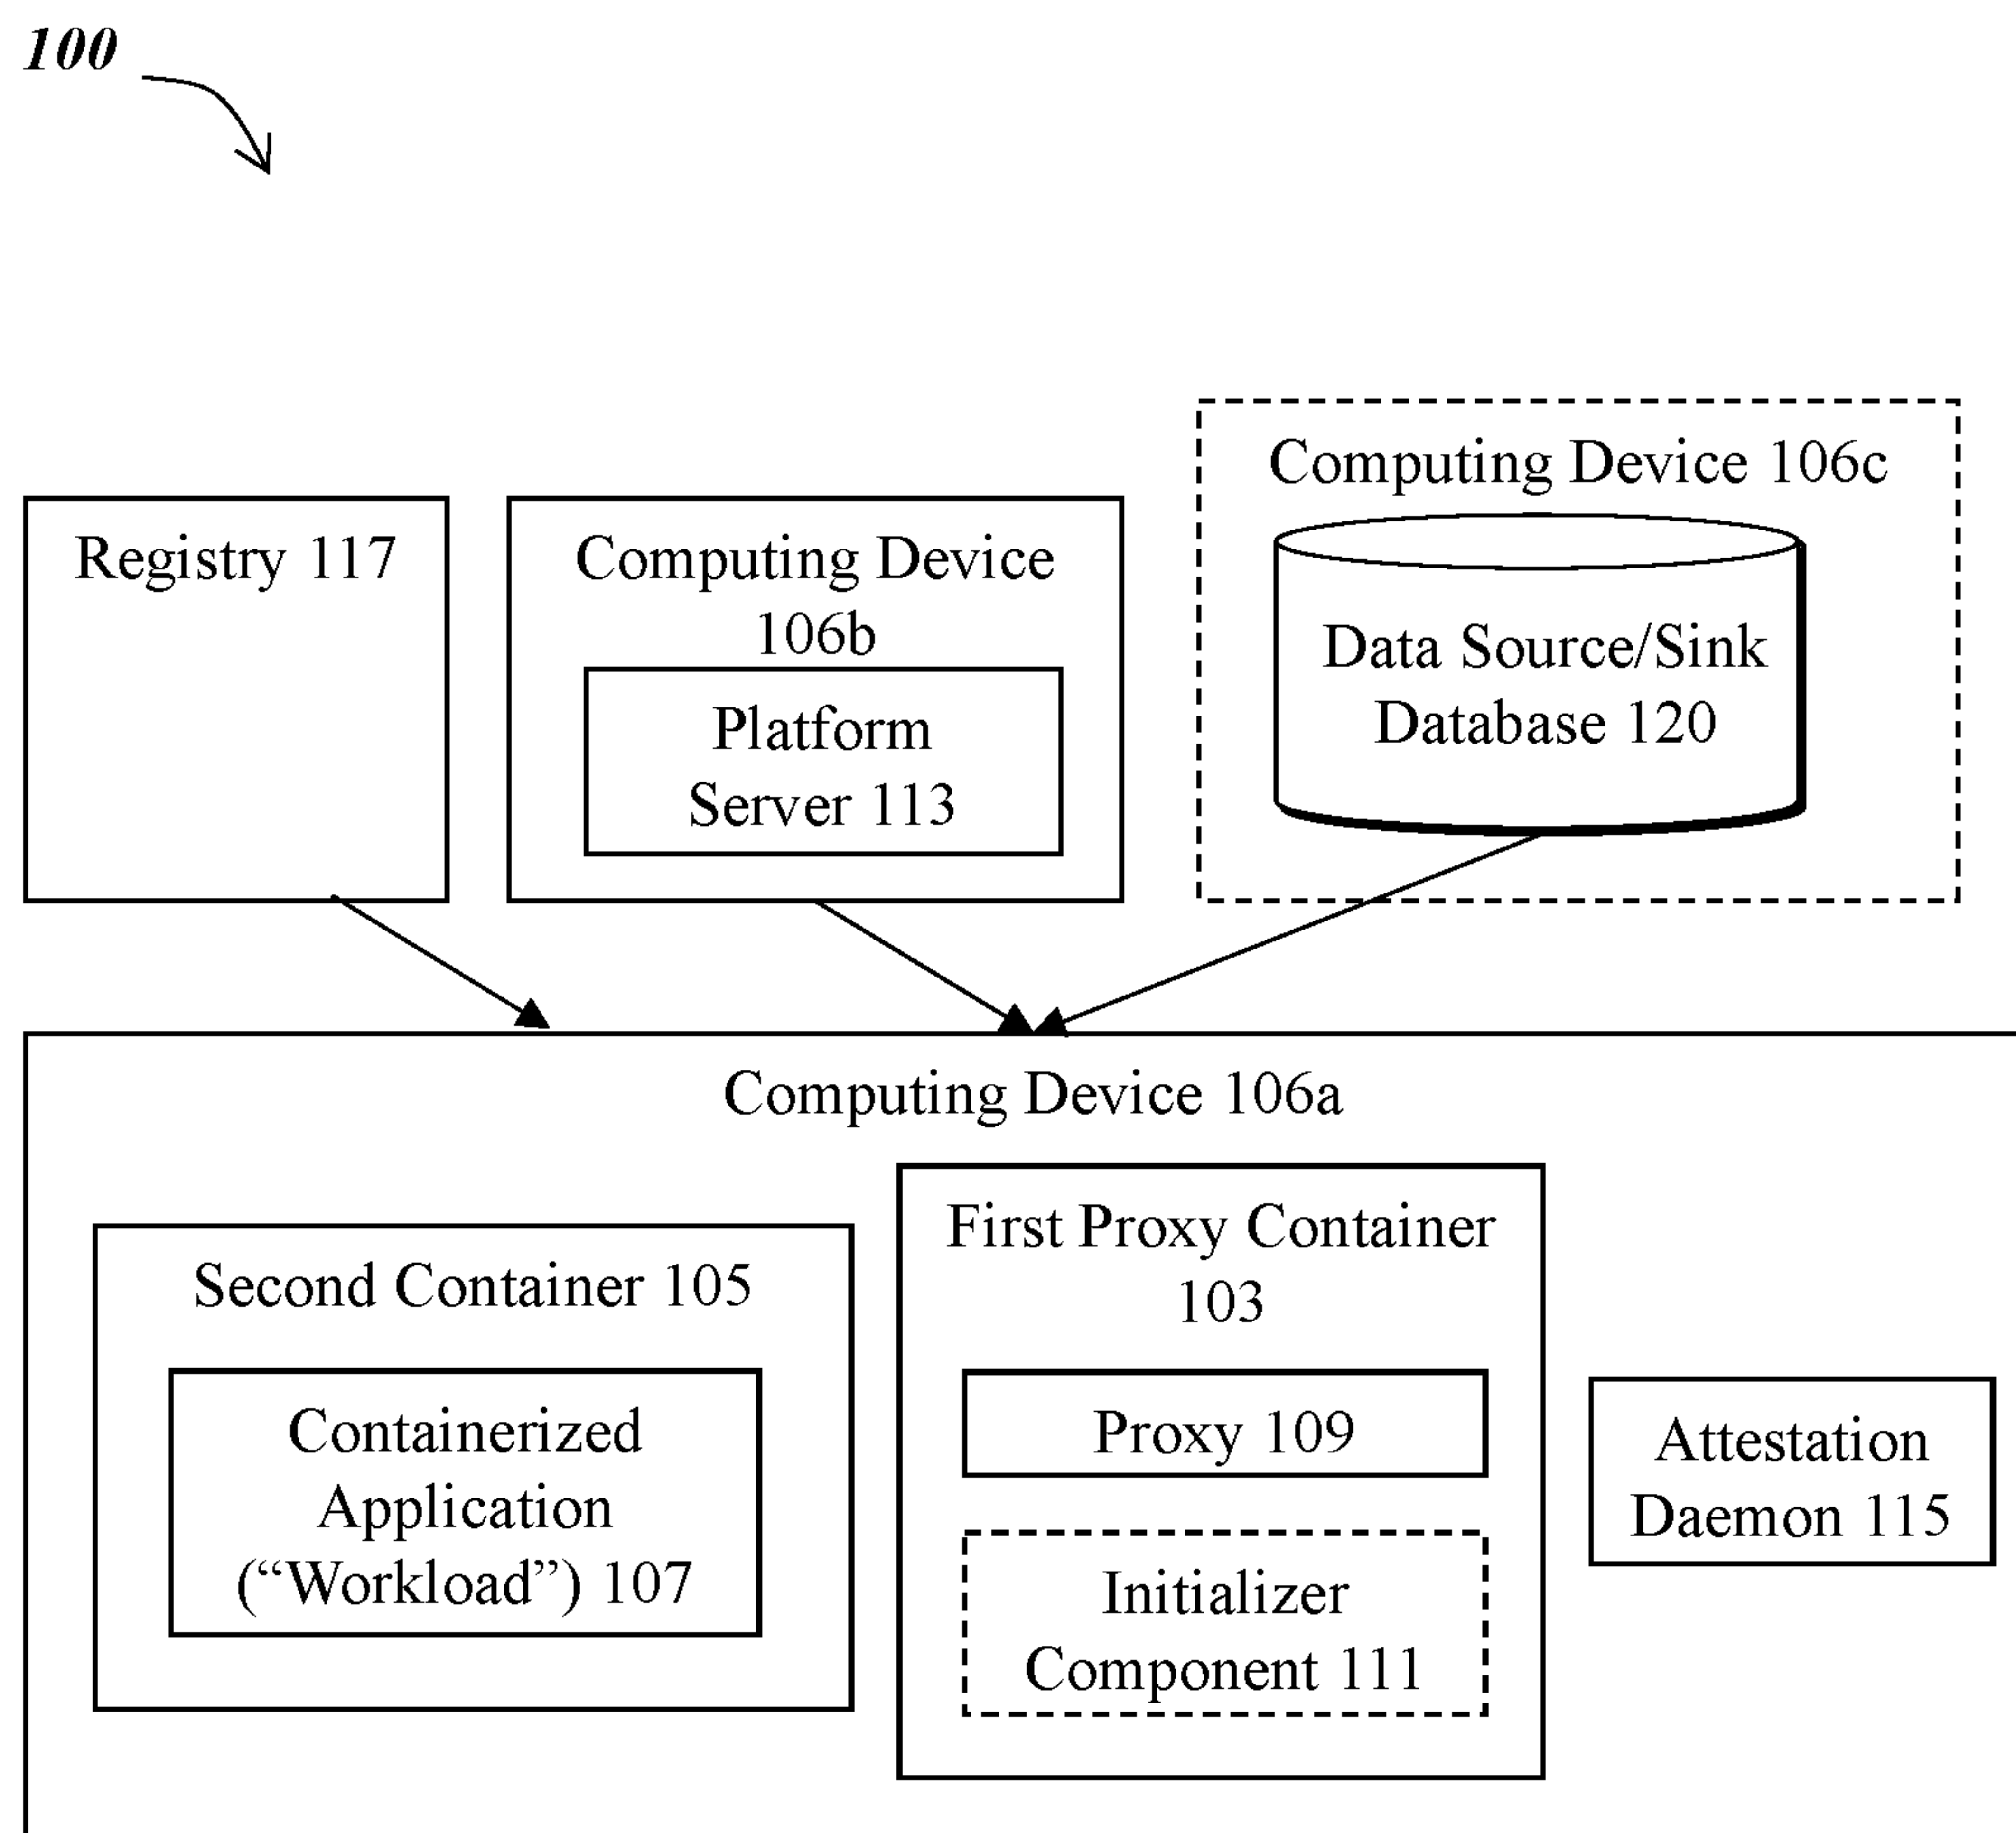 100
Registry 117
Computing Device
106b
Platform
Server 113
Computing Device 106c
Data Source/Sink
Database 120
Computing Device 106a
Second Container 105
Containerized
Application
(“Workload”) 107
First Proxy Container
103
Proxy 109
Initializer
Component 111
Attestation
Daemon 115